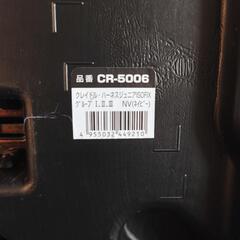 品番 CR-5006
クレイドル・ハーネスジュニアISOFIX
グループ I.II.III NV(ネイビー)
4 955032 449210